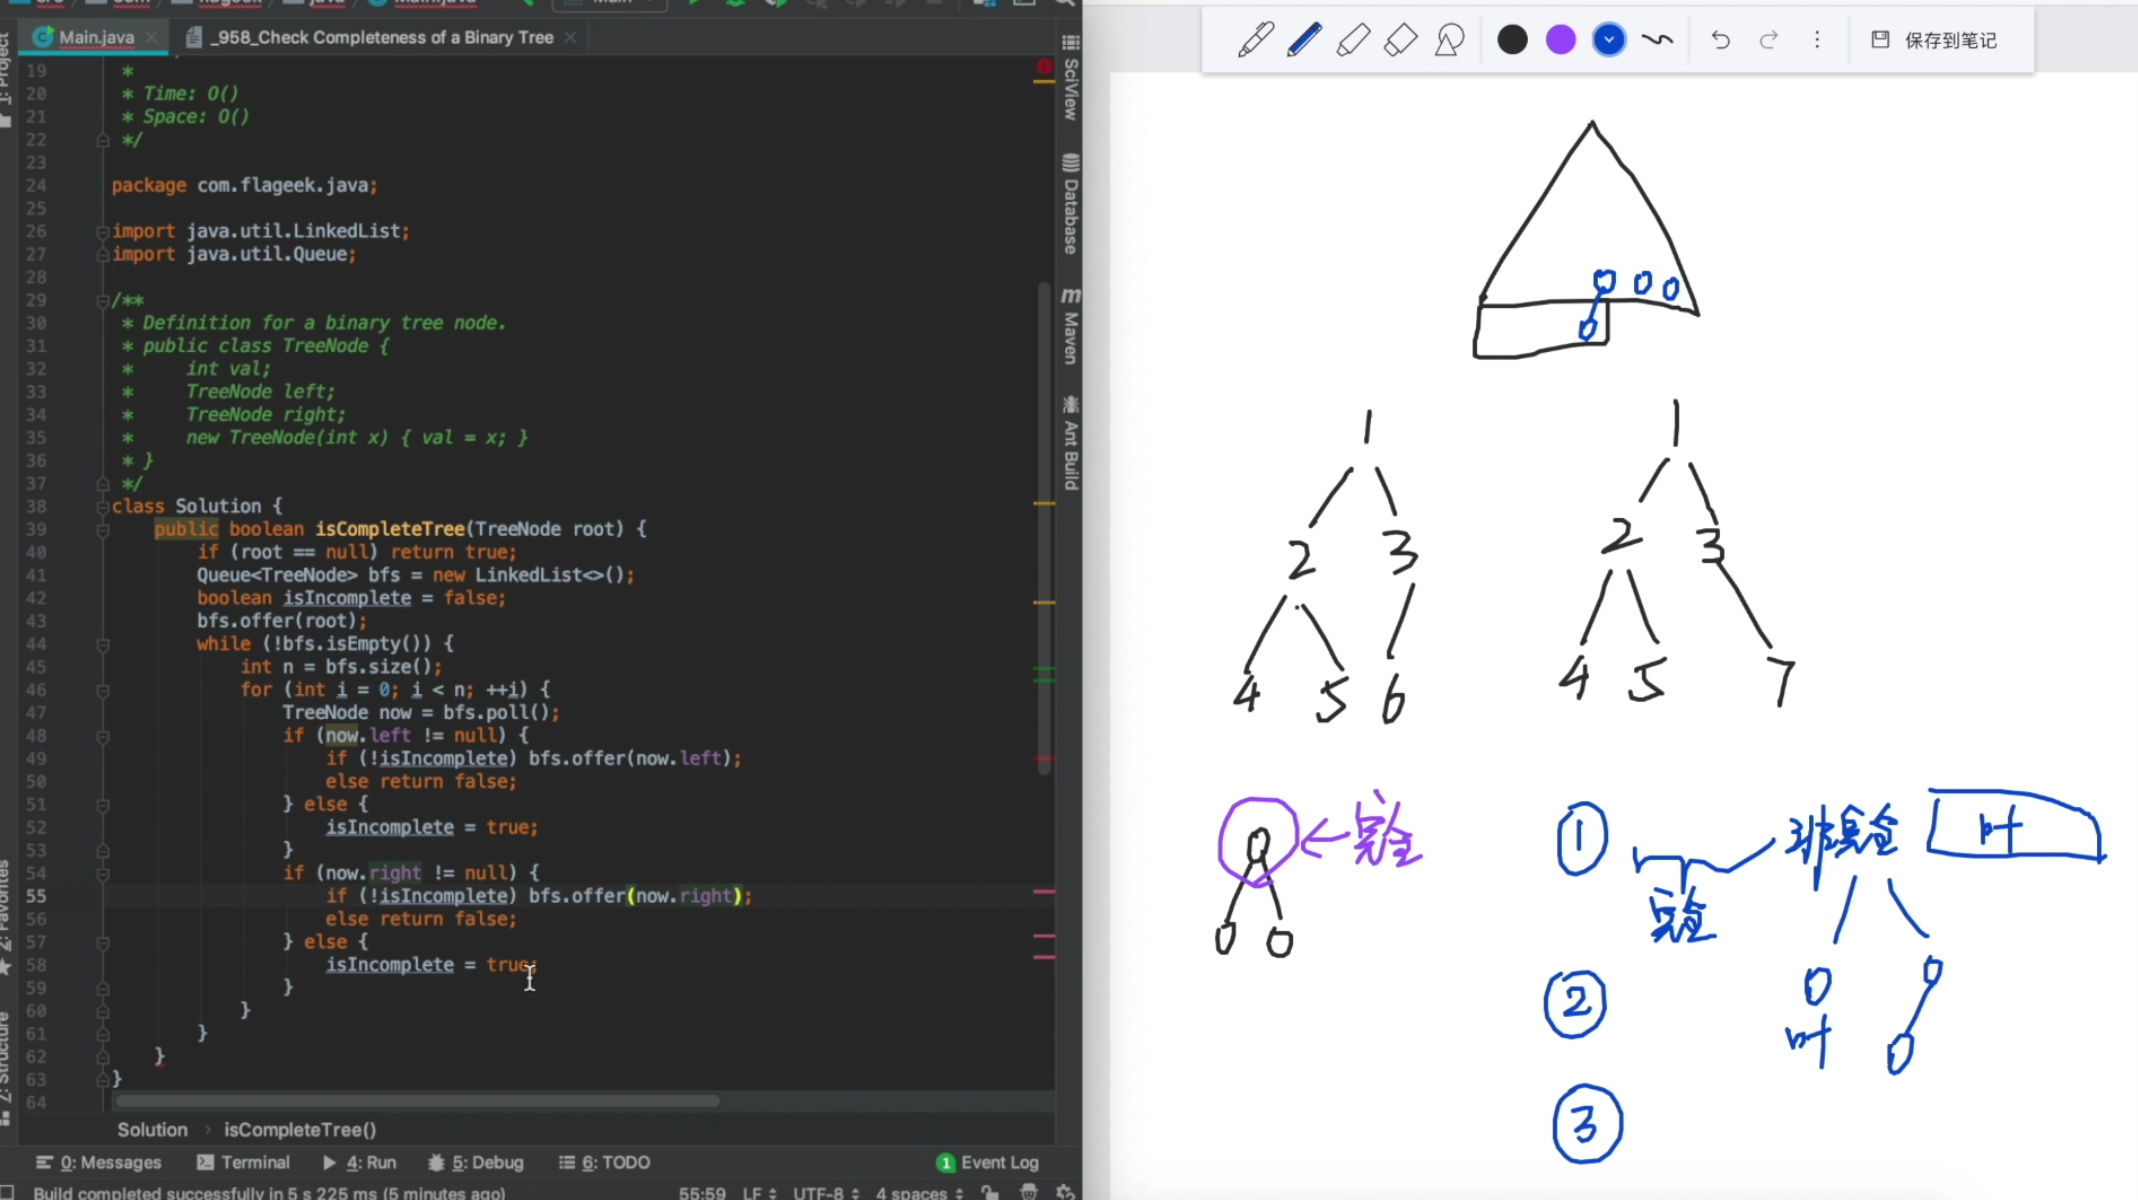 Main.java
_958_Check Completeness of a Binary Tree
保存到笔记
1: Project
19 *
20 * Time: O()
21 * Space: O()
22 */
23
24 package com.flageek.java;
25
26 import java.util.LinkedList;
27 import java.util.Queue;
28
29 /**
30 * Definition for a binary tree node.
31 * public class TreeNode {
32 *     int val;
33 *     TreeNode left;
34 *     TreeNode right;
35 *     new TreeNode(int x) { val = x; }
36 * }
37 */
38 class Solution {
39     public boolean isCompleteTree(TreeNode root) {
40         if (root == null) return true;
41         Queue<TreeNode> bfs = new LinkedList<>();
42         boolean isIncomplete = false;
43         bfs.offer(root);
44         while (!bfs.isEmpty()) {
45             int n = bfs.size();
46             for (int i = 0; i < n; ++i) {
47                 TreeNode now = bfs.poll();
48                 if (now.left != null) {
49                     if (!isIncomplete) bfs.offer(now.left);
50                     else return false;
51                 } else {
52                     isIncomplete = true;
53                 }
54                 if (now.right != null) {
55                     if (!isIncomplete) bfs.offer(now.right);
56                     else return false;
57                 } else {
58                     isIncomplete = true;
59                 }
60             }
61         }
62     }
63 }
64
SciView
Database
Maven
Ant Build
2: Favorites
7: Structure
Solution › isCompleteTree()
0: Messages
Terminal
4: Run
5: Debug
6: TODO
1 Event Log
Build completed successfully in 5 s 225 ms (5 minutes ago)
55:59 LF UTF-8 4 spaces
1
2 3
4 5 6
1
2 3
4 5 7
完全
①
完全
非完全
叶
②
叶
③